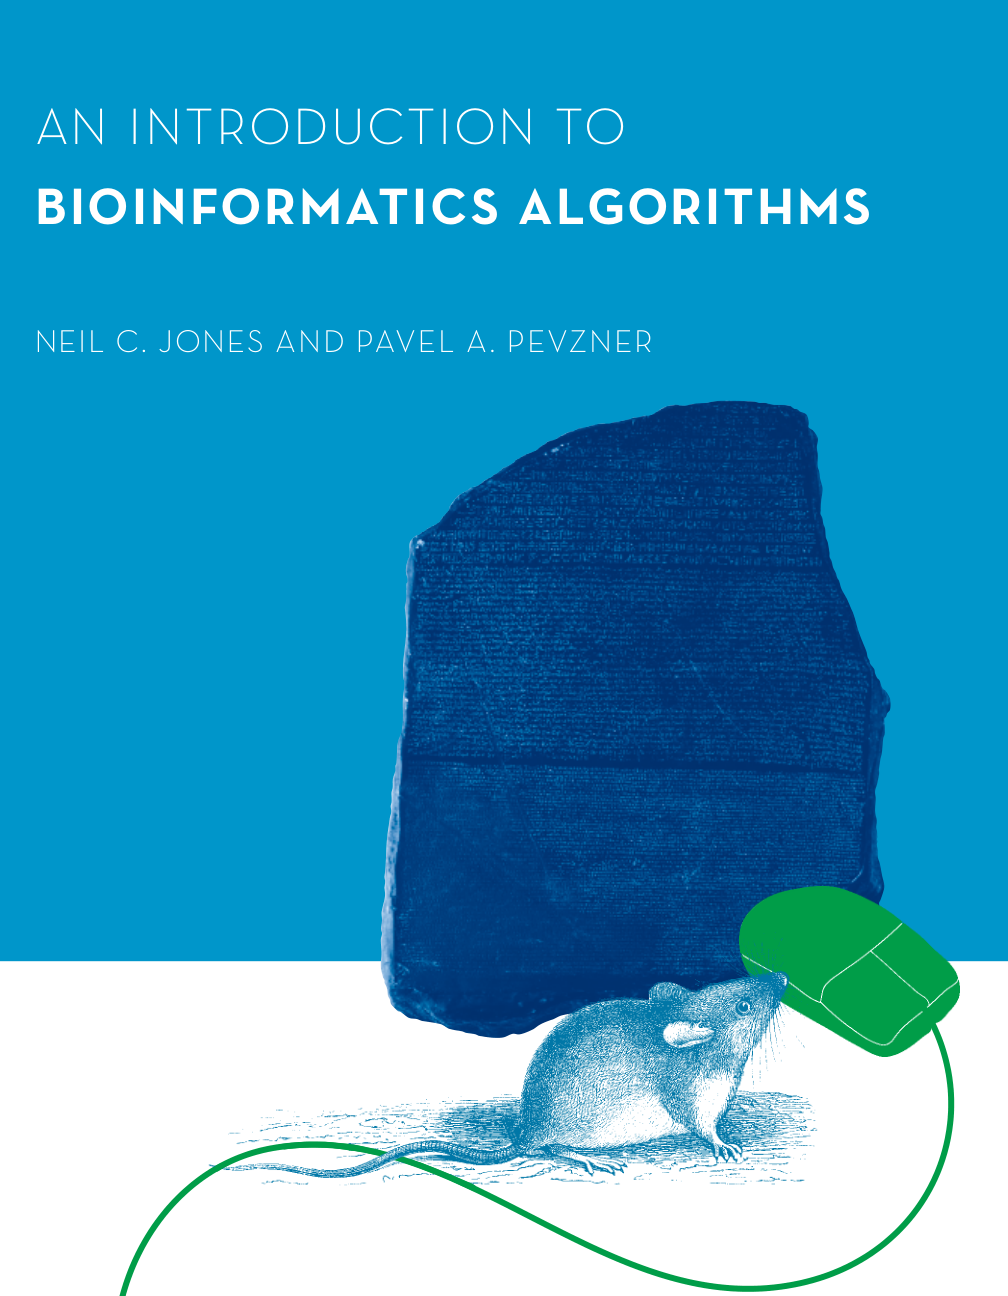 AN INTRODUCTION TO
BIOINFORMATICS ALGORITHMS
NEIL C. JONES AND PAVEL A. PEVZNER